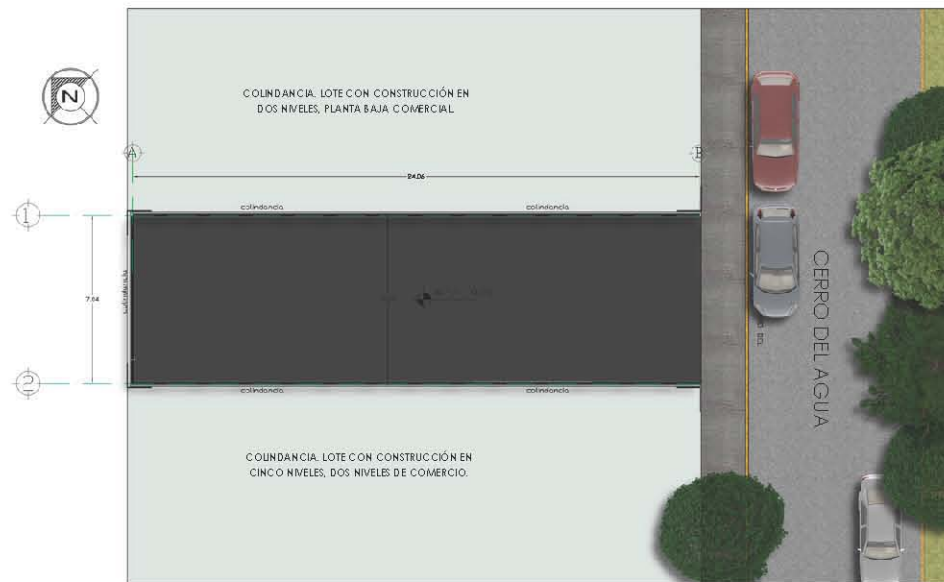 N
COLINDANCIA. LOTE CON CONSTRUCCIÓN EN
DOS NIVELES, PLANTA BAJA COMERCIAL.
A
B
24.06
1
colindancia
colindancia
7.14
colindancia
2
colindancia
colindancia
CERRO DEL AGUA
COLINDANCIA. LOTE CON CONSTRUCCIÓN EN
CINCO NIVELES, DOS NIVELES DE COMERCIO.